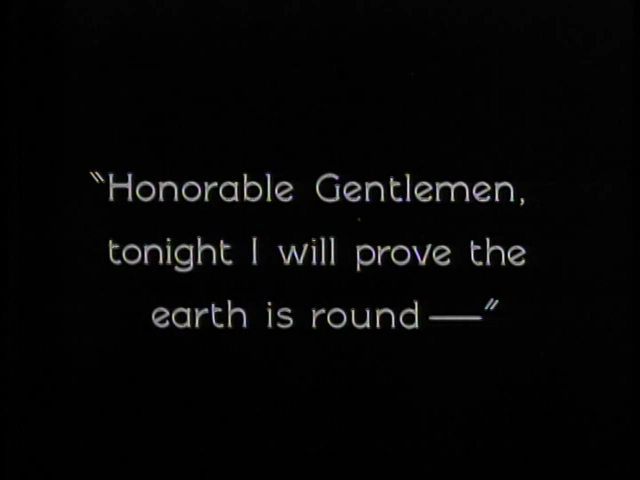 "Honorable Gentlemen,
tonight I will prove the
earth is round —"